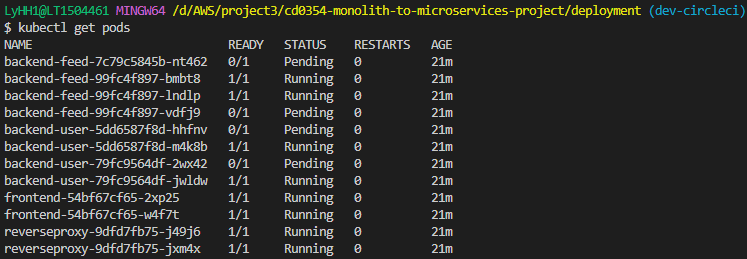 LyHH1@LT1504461 MINGW64 /d/AWS/project3/cd0354-monolith-to-microservices-project/deployment (dev-circleci)
$ kubectl get pods
NAME READY STATUS RESTARTS AGE
backend-feed-7c79c5845b-nt462 0/1 Pending 0 21m
backend-feed-99fc4f897-bmbt8 1/1 Running 0 21m
backend-feed-99fc4f897-lndlp 1/1 Running 0 21m
backend-feed-99fc4f897-vdfj9 0/1 Pending 0 21m
backend-user-5dd6587f8d-hhfnv 0/1 Pending 0 21m
backend-user-5dd6587f8d-m4k8b 1/1 Running 0 21m
backend-user-79fc9564df-2wx42 0/1 Pending 0 21m
backend-user-79fc9564df-jwldw 1/1 Running 0 21m
frontend-54bf67cf65-2xp25 1/1 Running 0 21m
frontend-54bf67cf65-w4f7t 1/1 Running 0 21m
reverseproxy-9dfd7fb75-j49j6 1/1 Running 0 21m
reverseproxy-9dfd7fb75-jxm4x 1/1 Running 0 21m